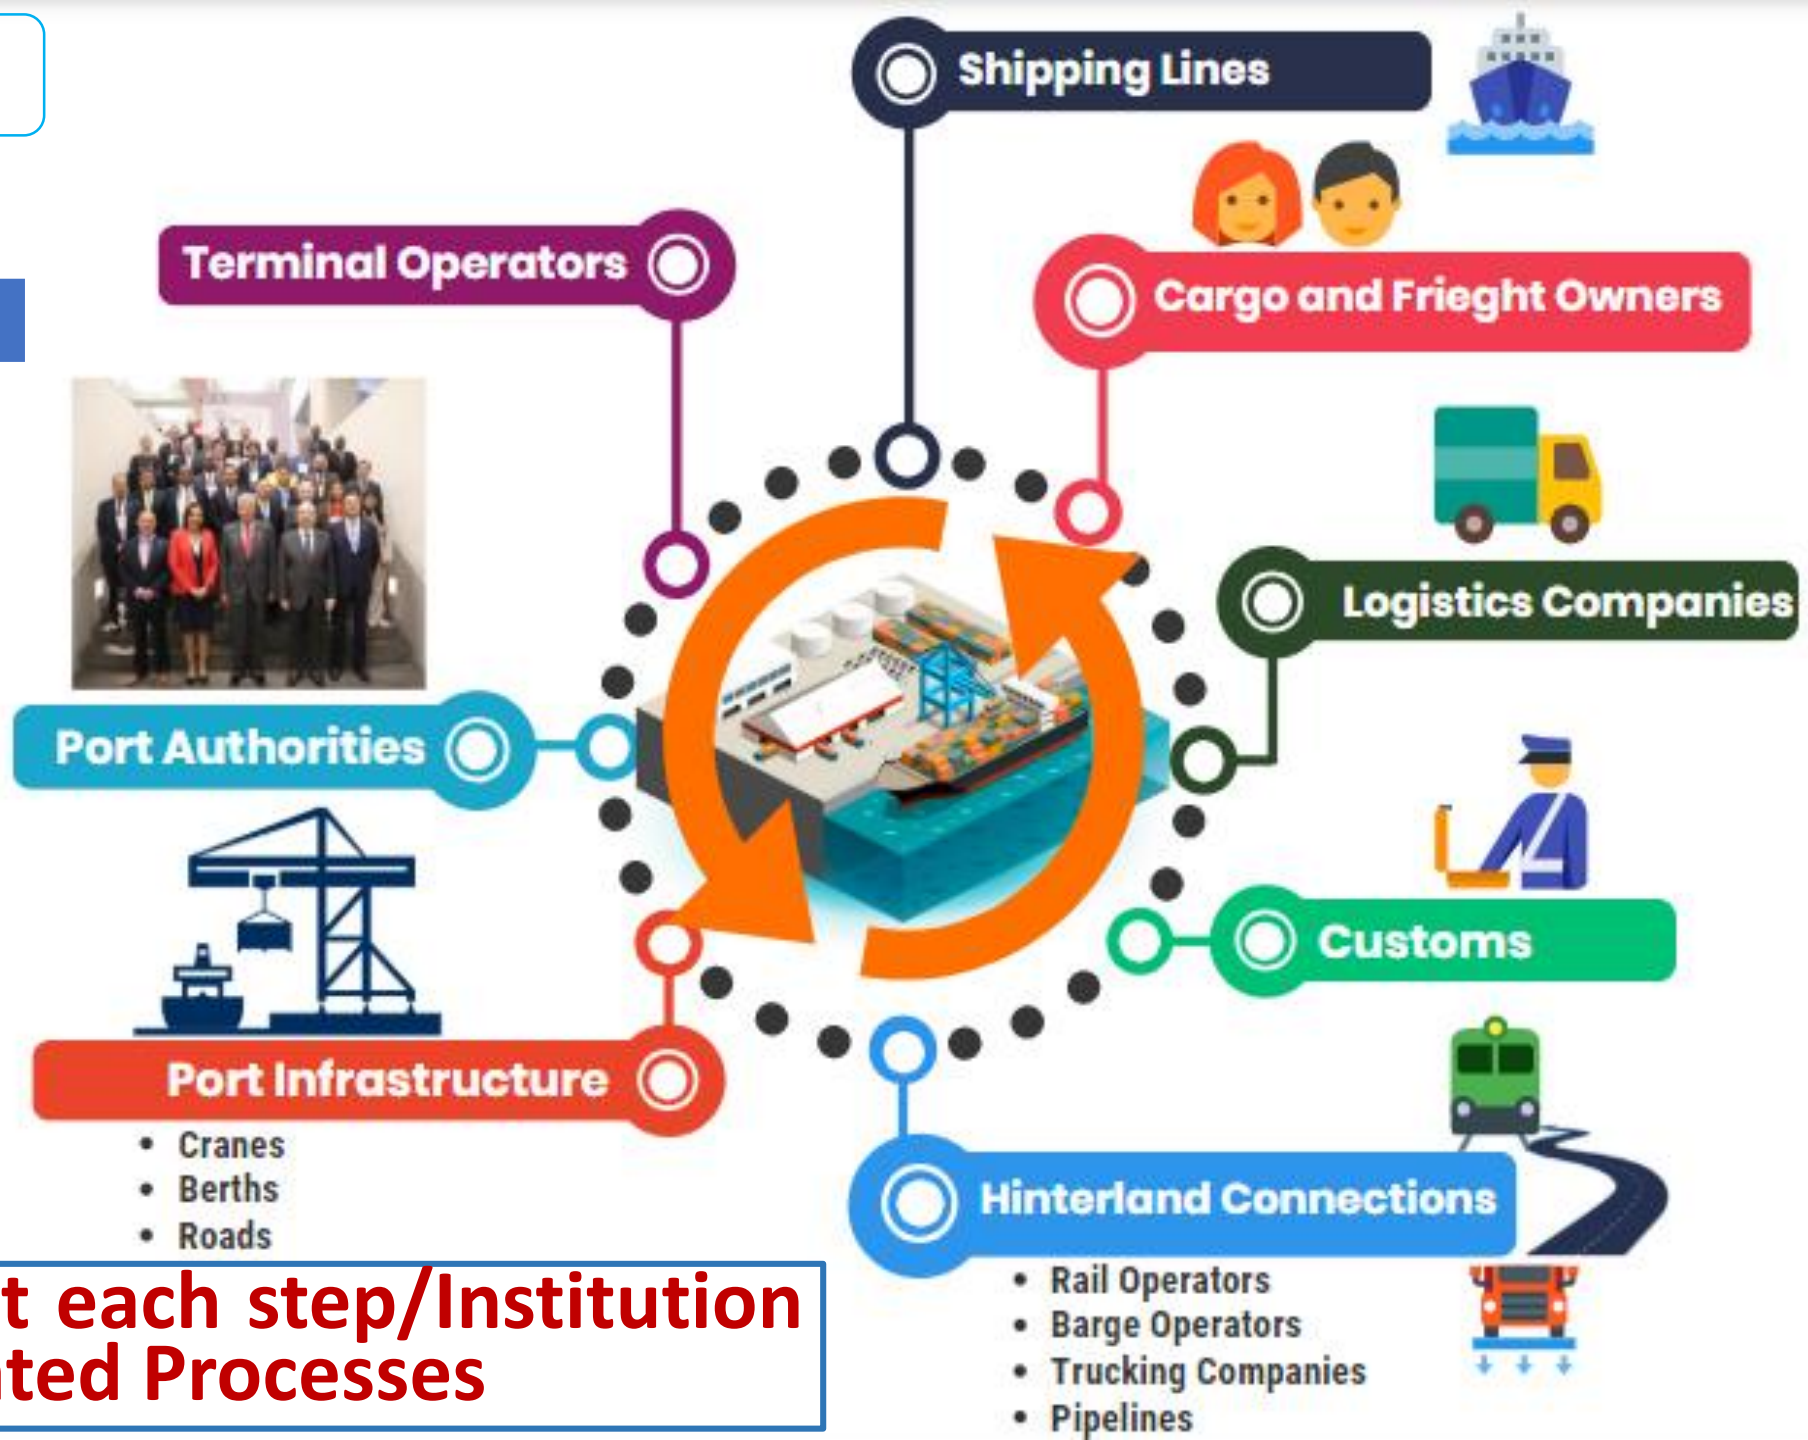 Shipping Lines
Terminal Operators
Cargo and Frieght Owners
Logistics Companies
Port Authorities
Customs
Port Infrastructure
• Cranes
• Berths
• Roads
Hinterland Connections
• Rail Operators
• Barge Operators
• Trucking Companies
• Pipelines
t each step/Institution
ted Processes